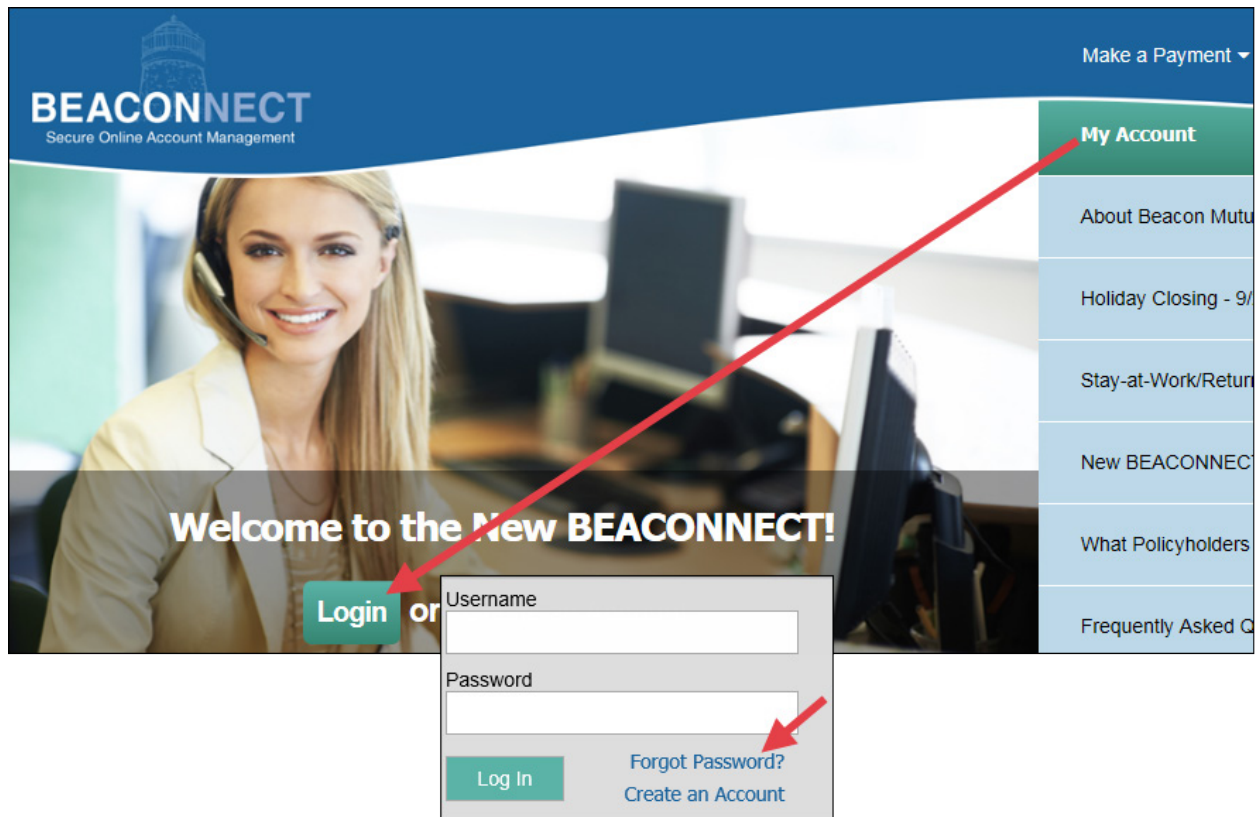 Make a Payment
BEACONNECT
Secure Online Account Management
My Account
About Beacon Mutu
Holiday Closing - 9/
Stay-at-Work/Retur
New BEACONNEC
What Policyholders
Frequently Asked Q
Welcome to the New BEACONNECT!
Login or
Username
Password
Forgot Password?
Log In
Create an Account